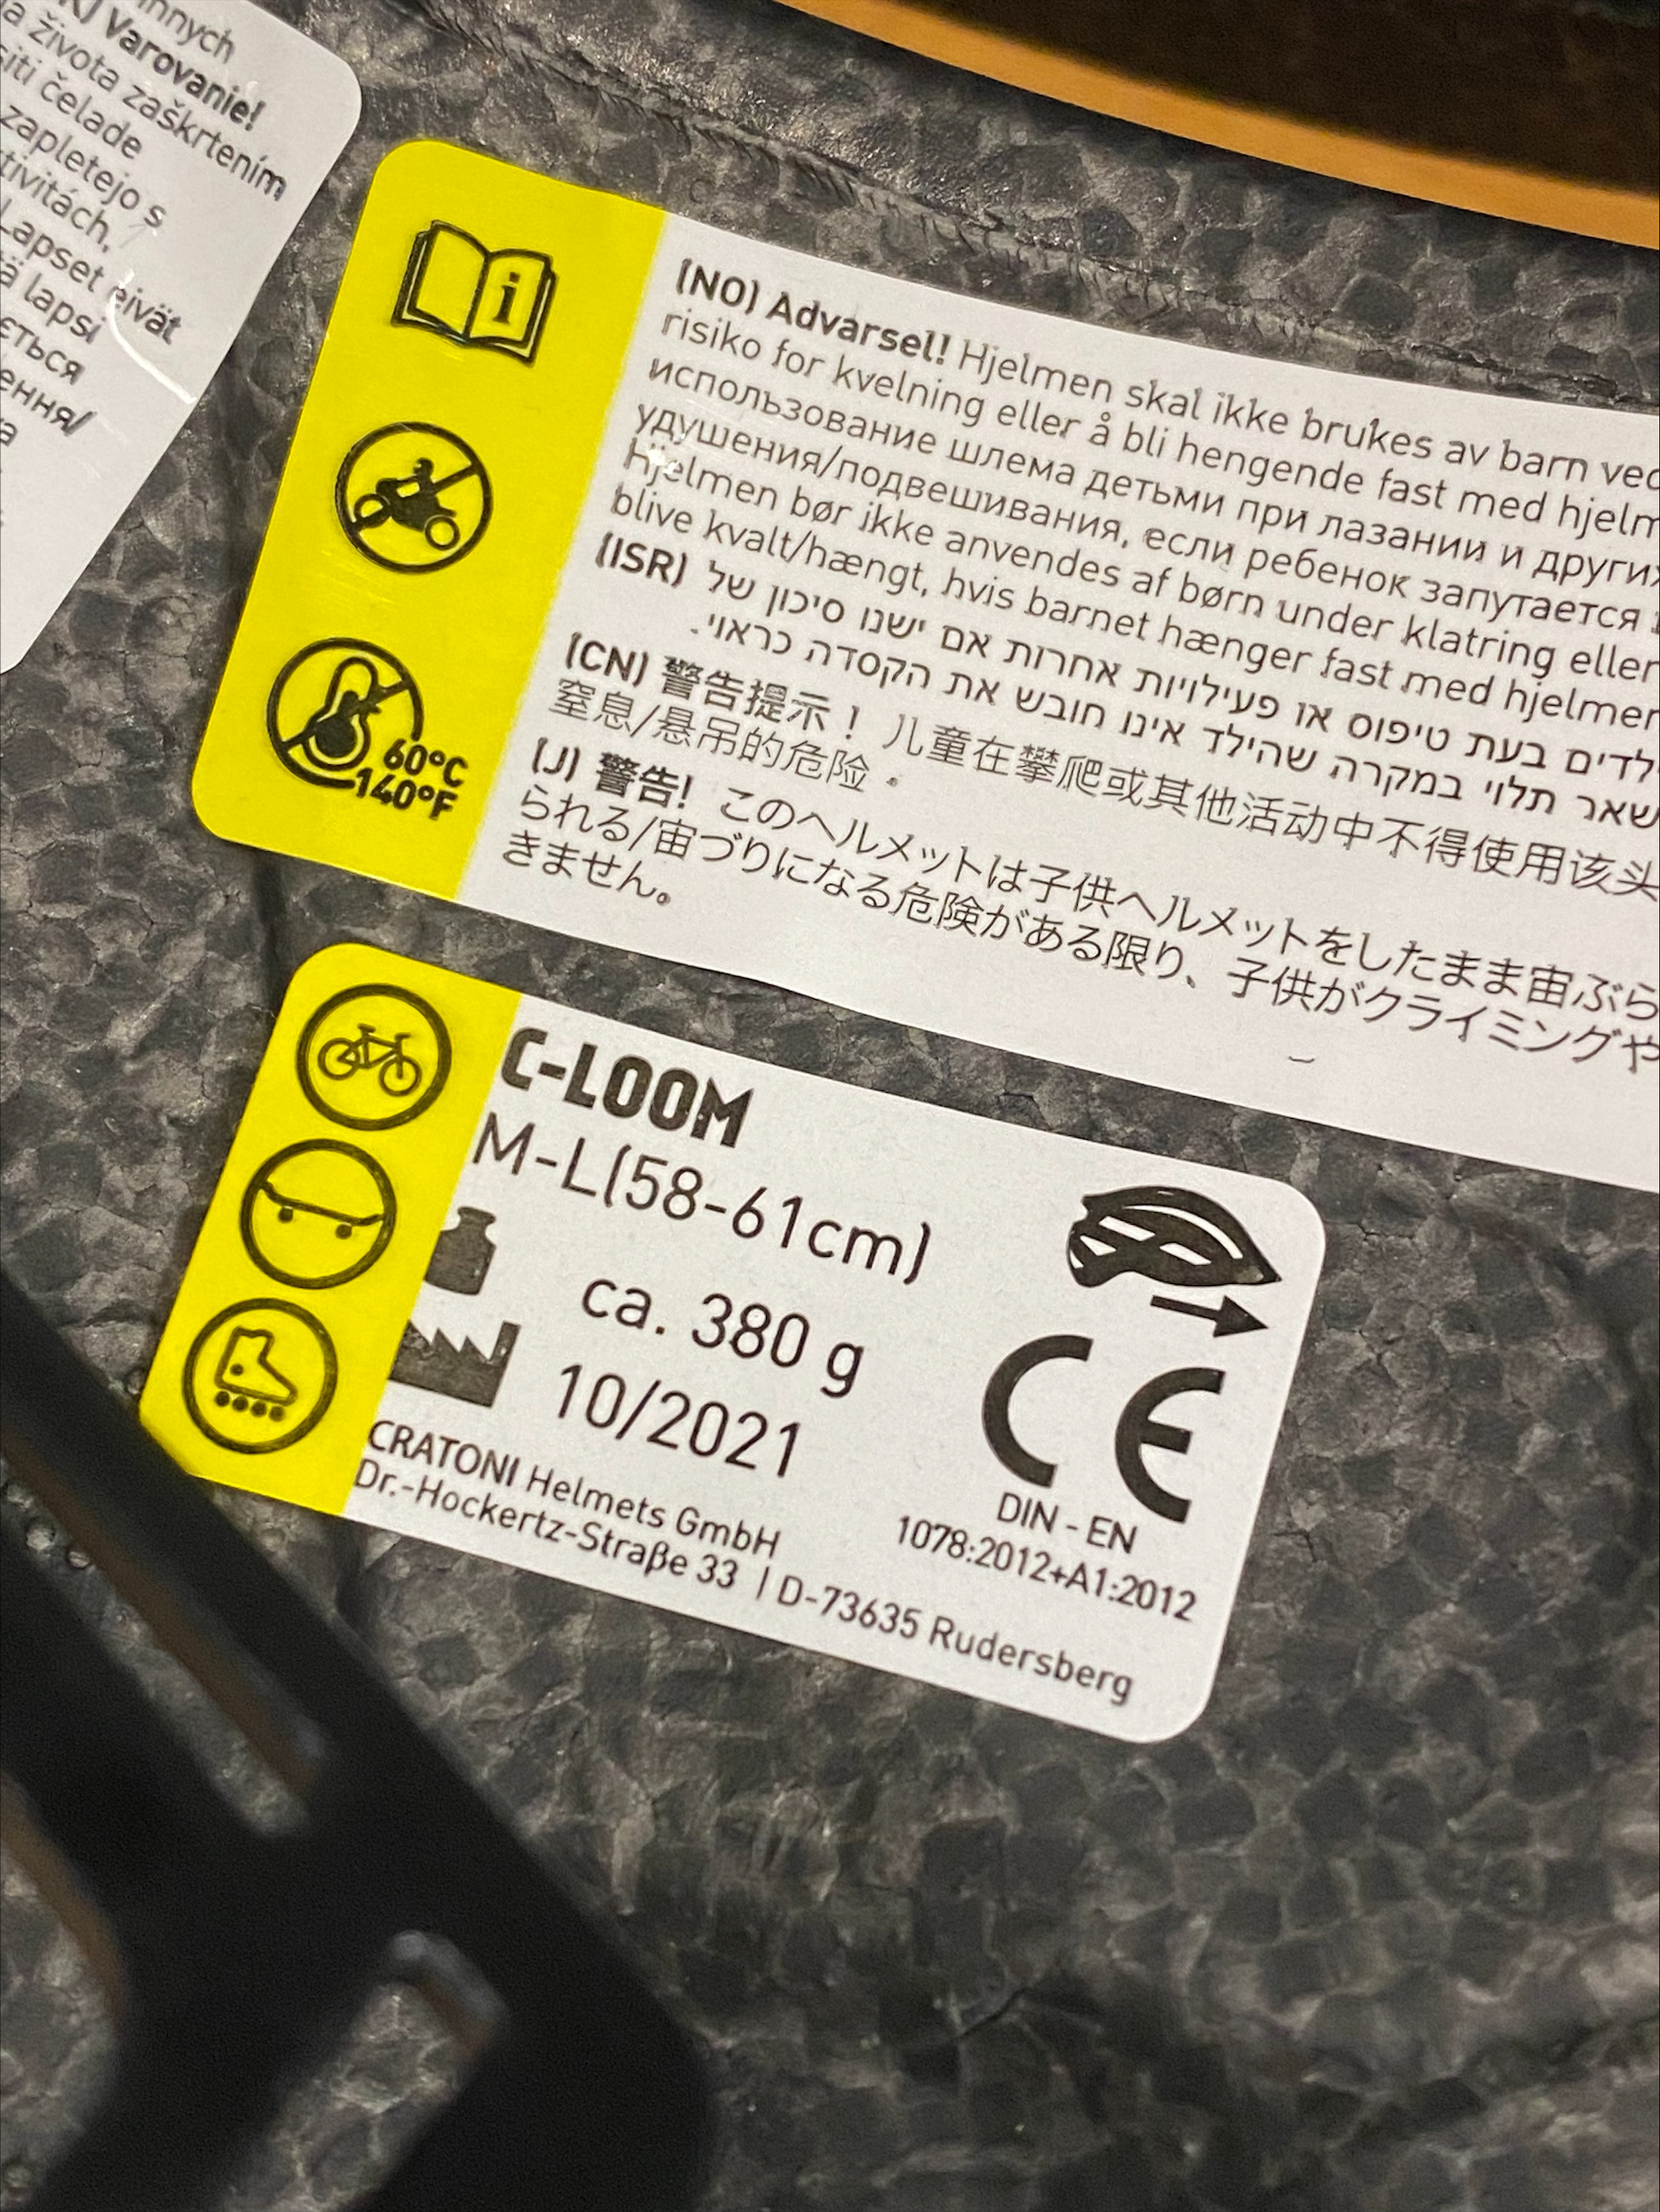 innych
Varovanie!
života zaškrtením
čelade
zapletejo s
Lapset eivät
lapsi
(NO) Advarsel! Hjelmen skal ikke brukes av barn ved
risiko for kvelning eller å bli hengende fast med
использование шлема детьми при лазании и
удушения/подвешивания, если ребенок запутается
Hjelmen bør ikke anvendes af børn under klatring eller
blive kvalt/hængt, hvis barnet hænger fast med hjelmen
(ISR) ילדים בעת טיפוס או פעילויות אחרות אם ישנו סיכון של
שאר תלוי במקרה שהילד אינו חובש את הקסדה כראוי.
(CN) 警告提示！ 儿童在攀爬或其他活动中不得使用该头
窒息/悬吊的危险。
(J) 警告! このヘルメットは子供ヘルメットをしたまま宙ぶら
られる/宙づりになる危険がある限り、子供がクライミングや
きません。
i
60°C
140°F
C-LOOM
M-L(58-61cm)
ca. 380 g
10/2021
CRATONI Helmets GmbH
Dr.-Hockertz-Straße 33 | D-73635 Rudersberg
CE
DIN - EN
1078:2012+A1:2012